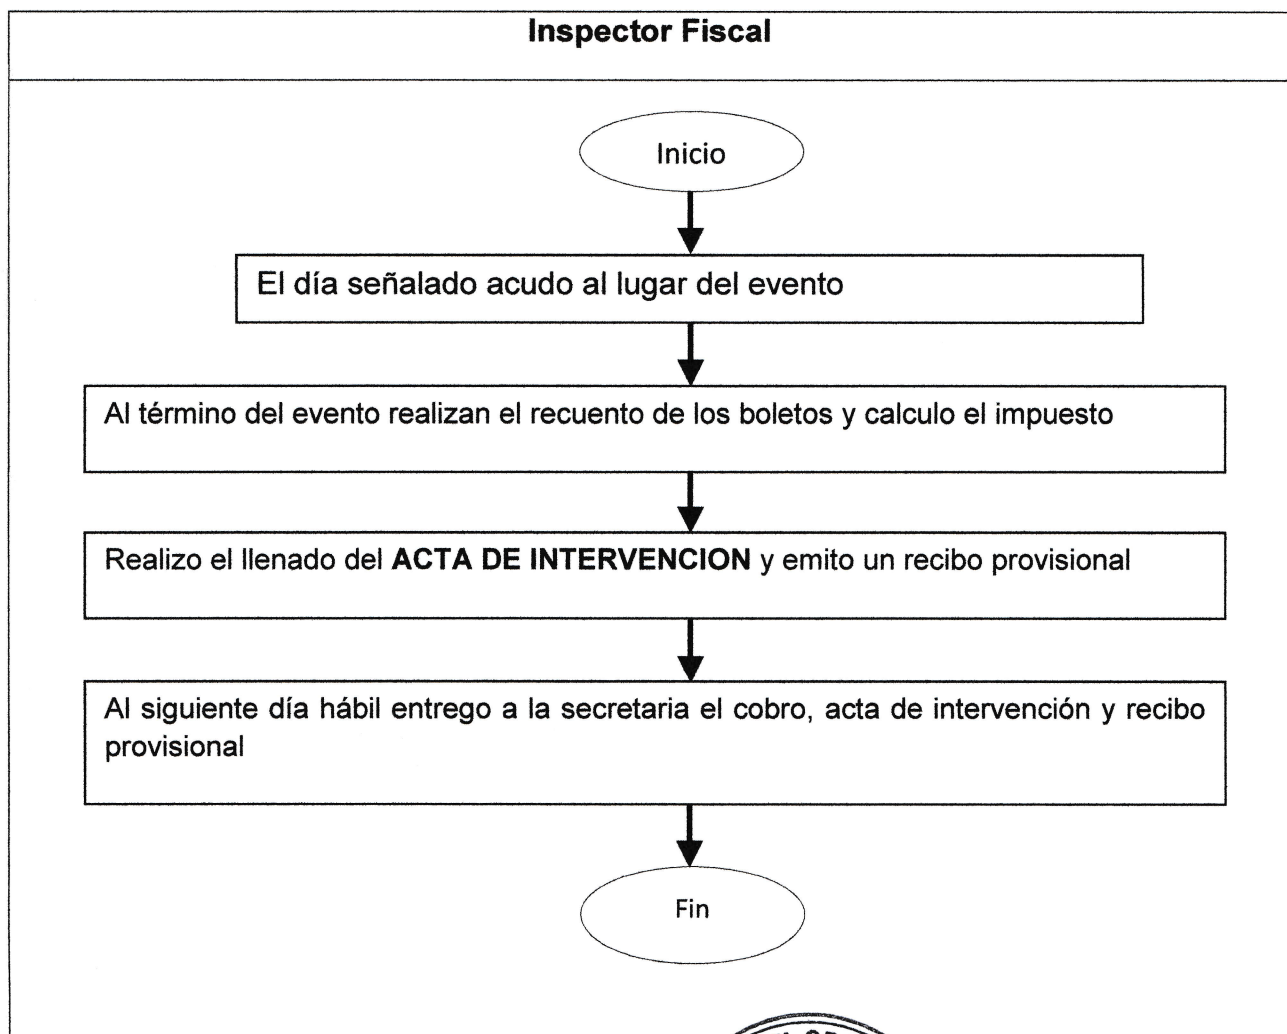 Inspector Fiscal
Inicio
El día señalado acudo al lugar del evento
Al término del evento realizan el recuento de los boletos y calculo el impuesto
Realizo el llenado del ACTA DE INTERVENCION y emito un recibo provisional
Al siguiente día hábil entrego a la secretaria el cobro, acta de intervención y recibo
provisional
Fin